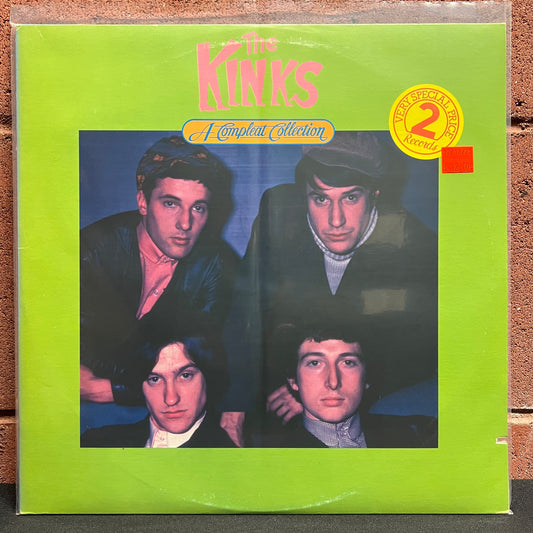 The
KINKS
A Compleat Collection
VERY SPECIAL PRICE
2
Records